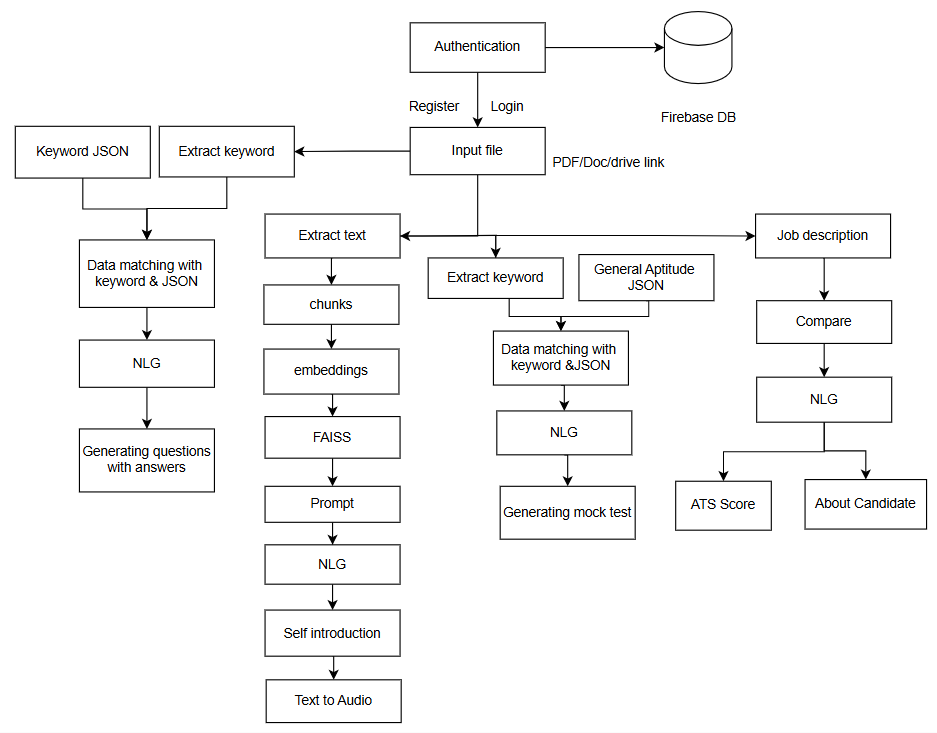 Authentication
Firebase DB
Register
Login
Input file
PDF/Doc/drive link
Keyword JSON
Extract keyword
Data matching with
keyword & JSON
NLG
Generating questions
with answers
Extract text
chunks
embeddings
FAISS
Prompt
NLG
Self introduction
Text to Audio
Extract keyword
General Aptitude
JSON
Data matching with
keyword &JSON
NLG
Generating mock test
Job description
Compare
NLG
ATS Score
About Candidate